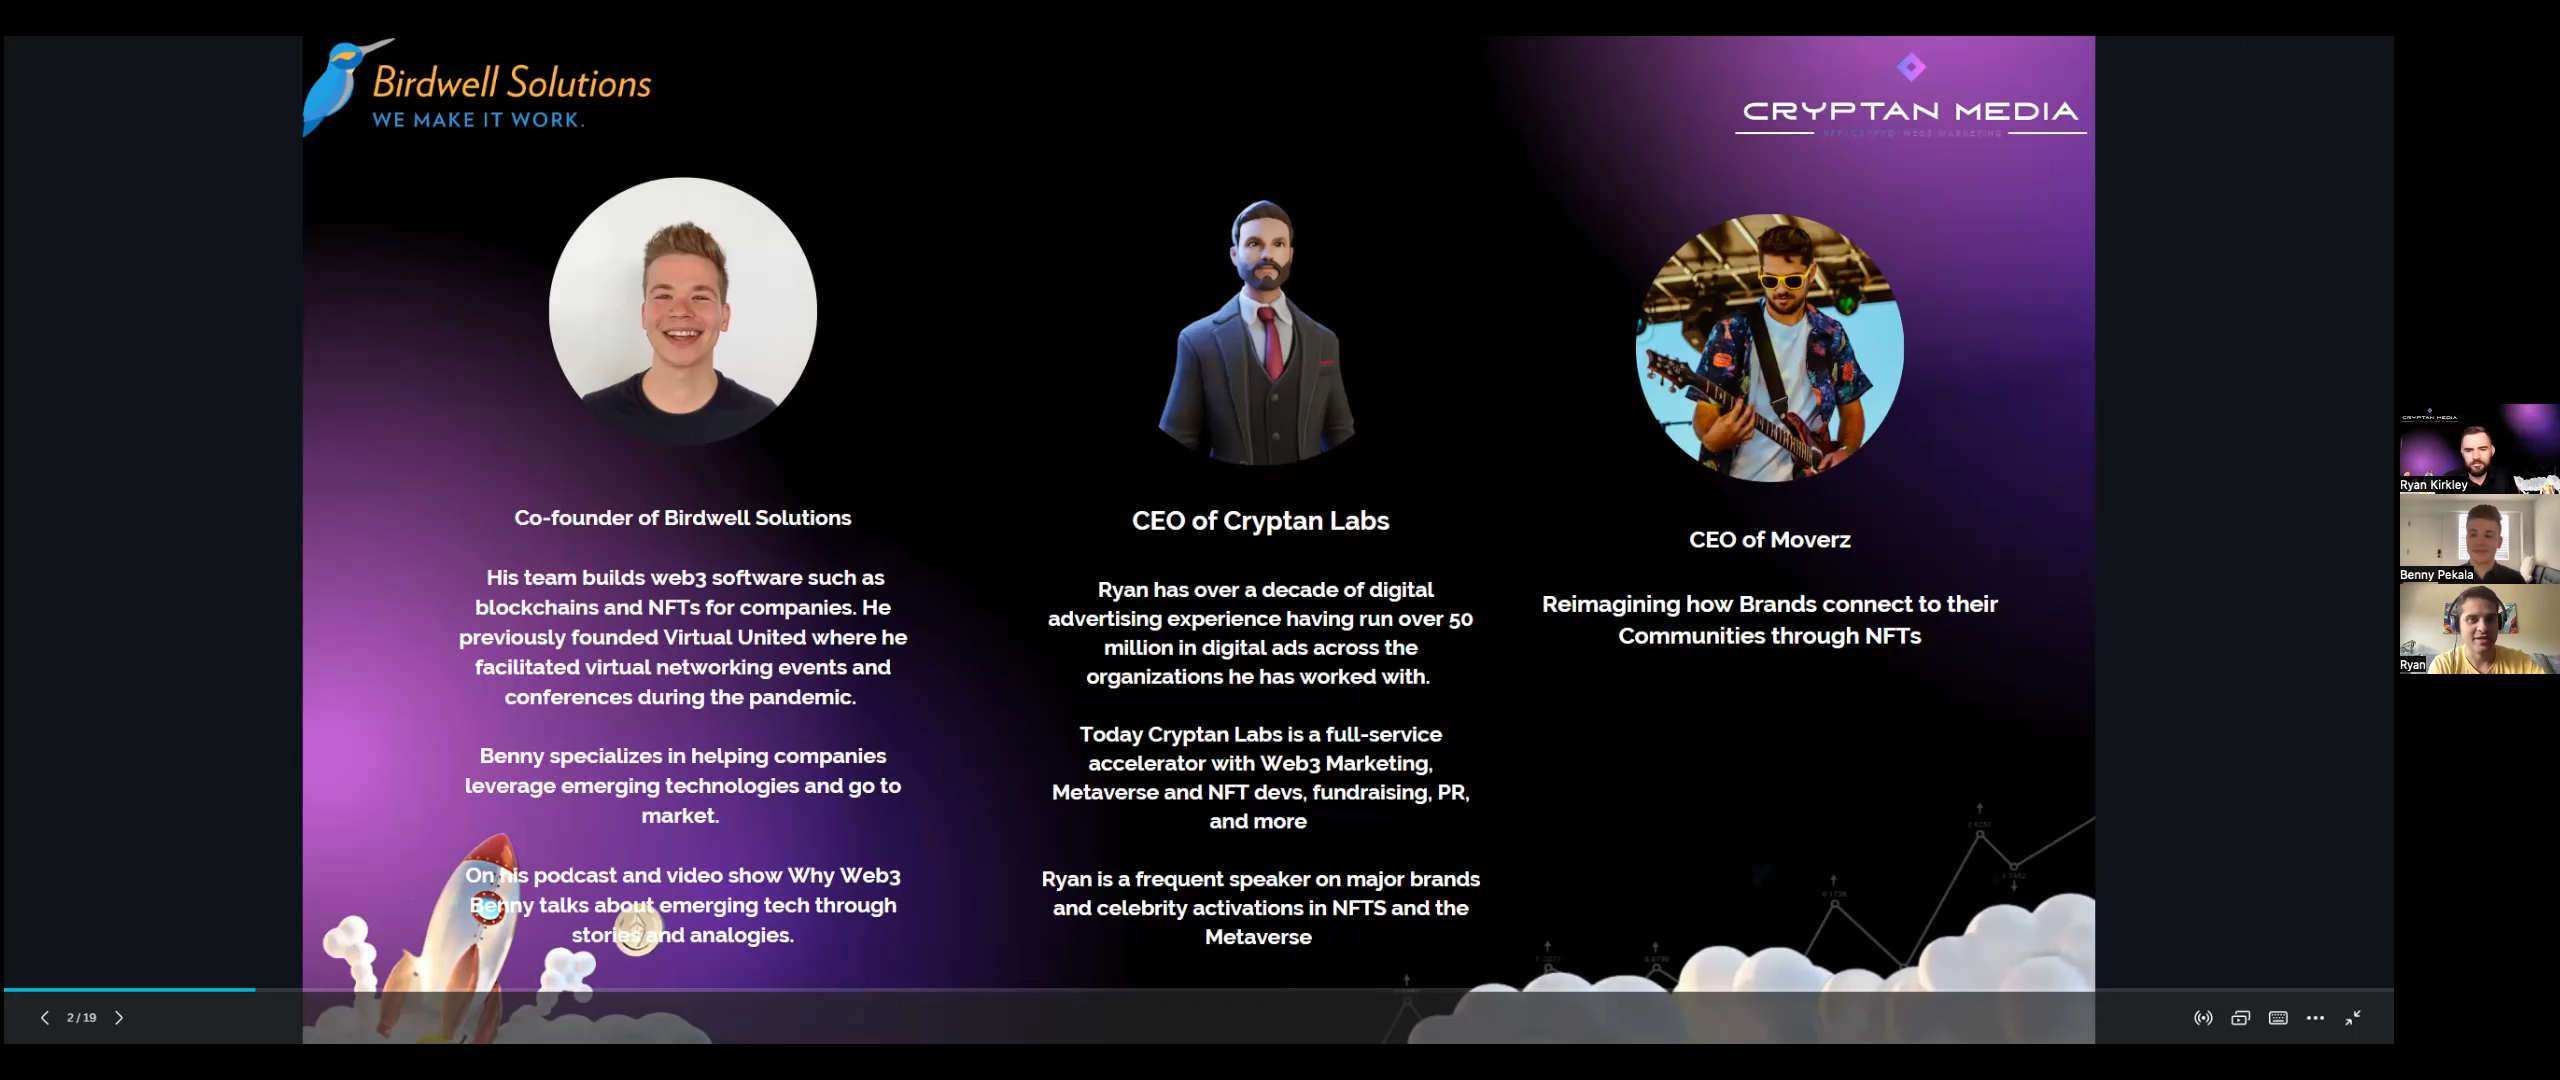 Birdwell Solutions
WE MAKE IT WORK.
CRYPTAN MEDIA
Co-founder of Birdwell Solutions
His team builds web3 software such as
blockchains and NFTs for companies. He
previously founded Virtual United where he
facilitated virtual networking events and
conferences during the pandemic.
Benny specializes in helping companies
leverage emerging technologies and go to
market.
On his podcast and video show Why Web3
Benny talks about emerging tech through
stories and analogies.
CEO of Cryptan Labs
Ryan has over a decade of digital
advertising experience having run over 50
million in digital ads across the
organizations he has worked with.
Today Cryptan Labs is a full-service
accelerator with Web3 Marketing,
Metaverse and NFT devs, fundraising, PR,
and more
Ryan is a frequent speaker on major brands
and celebrity activations in NFTS and the
Metaverse
CEO of Moverz
Reimagining how Brands connect to their
Communities through NFTs
2 / 19
CRYPTAN MEDIA
Ryan Kirkley
Benny Pekala
Ryan